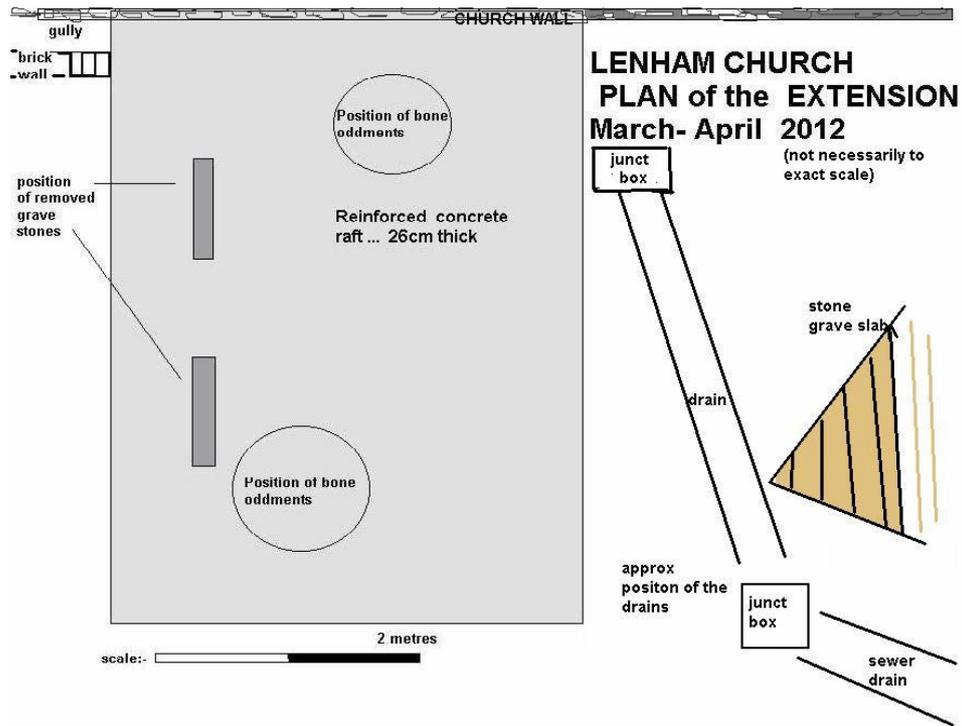 CHURCH WALL
gully
brick
wall
LENHAM CHURCH
PLAN of the EXTENSION
March- April 2012
(not necessarily to
exact scale)
junct
box
Position of bone
oddments
position
of removed
grave
stones
Reinforced concrete
raft ... 26cm thick
stone
grave slab
drain
Position of bone
oddments
approx
positon of the
drains
junct
box
2 metres
scale:-
sewer
drain